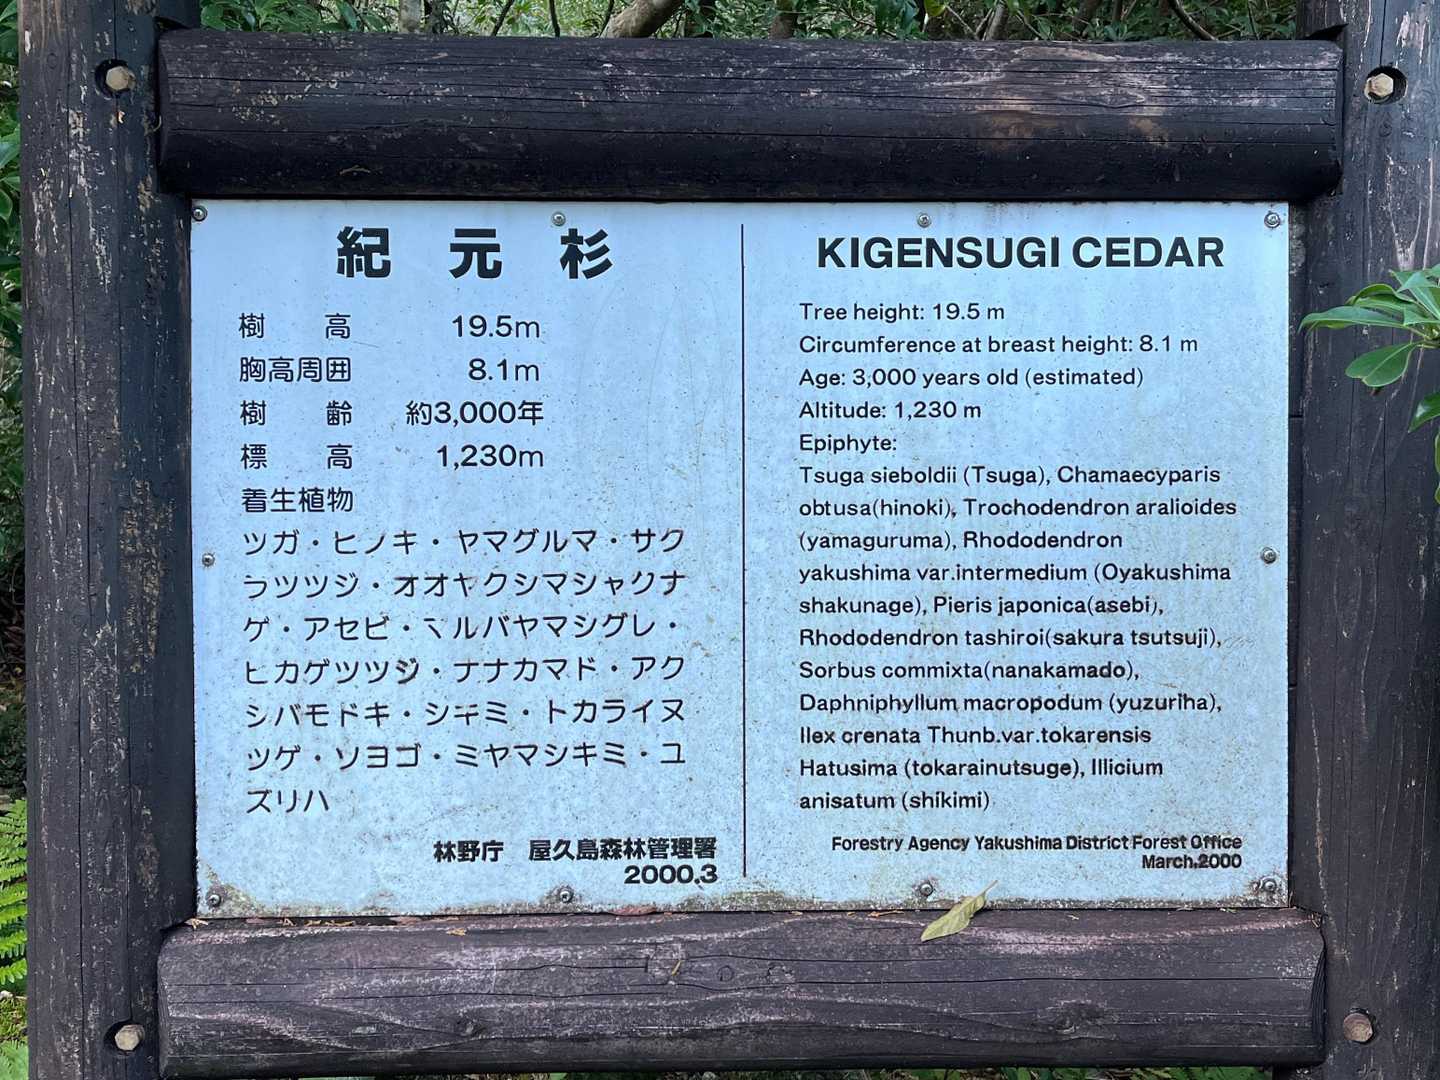 紀元杉
樹高 19.5m
胸高周囲 8.1m
樹齢 約3,000年
標高 1,230m
着生植物
ツガ・ヒノキ・ヤマグルマ・サク
ラツツジ・オオヤクシマシャクナ
ゲ・アセビ・マルバヤマシグレ・
ヒカゲツツジ・ナナカマド・アク
シバモドキ・シキミ・トカライヌ
ツゲ・ソヨゴ・ミヤマシキミ・ユ
ズリハ
林野庁 屋久島森林管理署
2000.3
KIGENSUGI CEDAR
Tree height: 19.5 m
Circumference at breast height: 8.1 m
Age: 3,000 years old (estimated)
Altitude: 1,230 m
Epiphyte:
Tsuga sieboldii (Tsuga), Chamaecyparis
obtusa(hinoki), Trochodendron aralioides
(yamaguruma), Rhododendron
yakushima var.intermedium (Oyakushima
shakunage), Pieris japonica(asebi),
Rhododendron tashiroi(sakura tsutsuji),
Sorbus commixta(nanakamado),
Daphniphyllum macropodum (yuzuriha),
Ilex crenata Thunb.var.tokarensis
Hatusima (tokarainutsuge), Illicium
anisatum (shikimi)
Forestry Agency Yakushima District Forest Office
March,2000